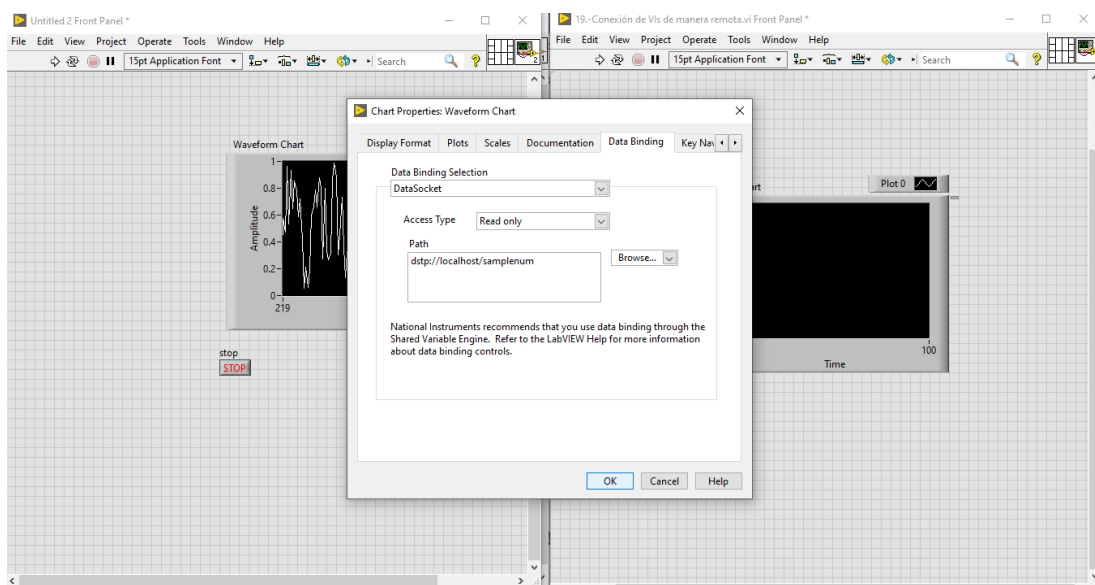 Untitled 2 Front Panel *
File Edit View Project Operate Tools Window Help
15pt Application Font
Search
2
1
Waveform Chart
1
0.8
0.6
0.4
0.2
0
Amplitude
219
stop
STOP
19.-Conexión de VIs de manera remota.vi Front Panel *
File Edit View Project Operate Tools Window Help
15pt Application Font
Search
Plot 0
100
Time
Chart Properties: Waveform Chart
Display Format Plots Scales Documentation Data Binding Key Nav
Data Binding Selection
DataSocket
Access Type Read only
Path
dstp://localhost/samplenum
Browse...
National Instruments recommends that you use data binding through the
Shared Variable Engine. Refer to the LabVIEW Help for more information
about data binding controls.
OK Cancel Help